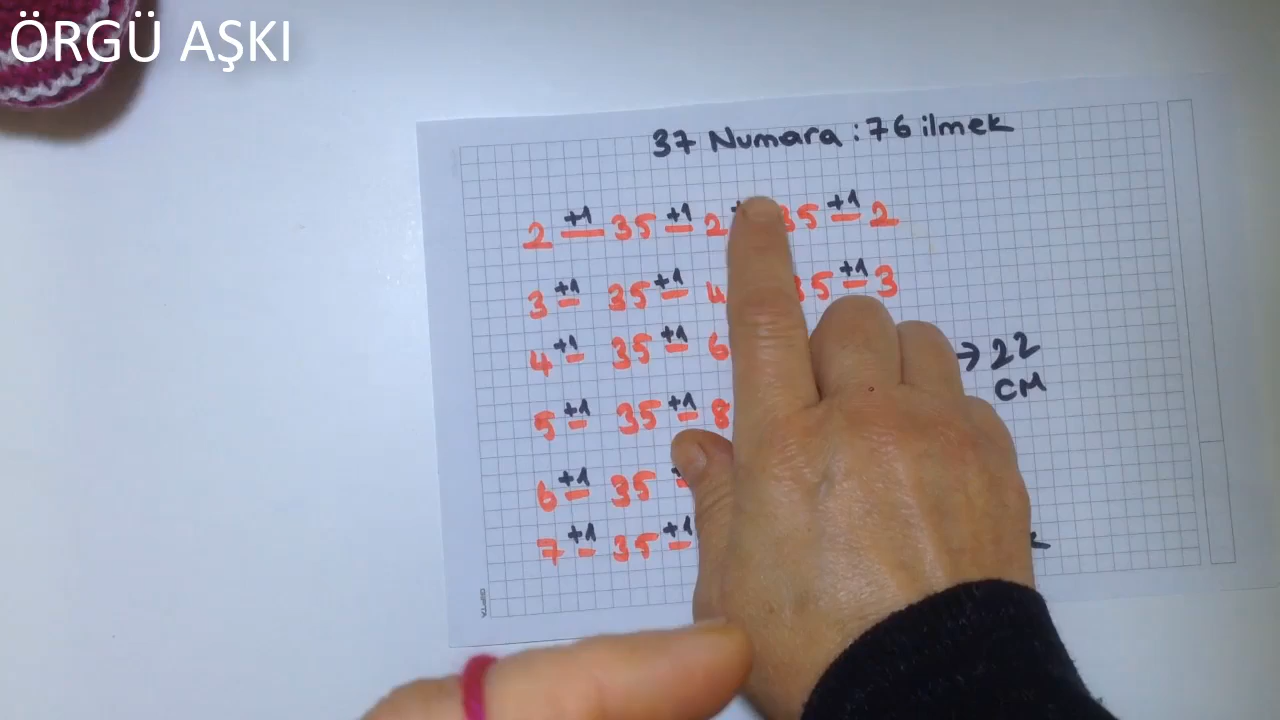 ÖRGÜ AŞKI
37 Numara : 76 ilmek
2 +1 35 +1 2 35 +1 2
3 +1 35 +1 4 35 +1 3
4 +1 35 +1 6
→ 22
CM
5 +1 35 +1 8
6 +1 35
7 +1 35 +1